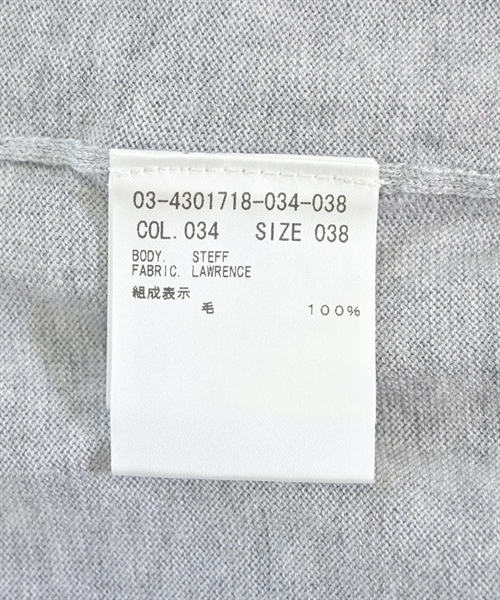 03-4301718-034-038
COL.034 SIZE 038
BODY. STEFF
FABRIC. LAWRENCE
組成表示
毛 100%